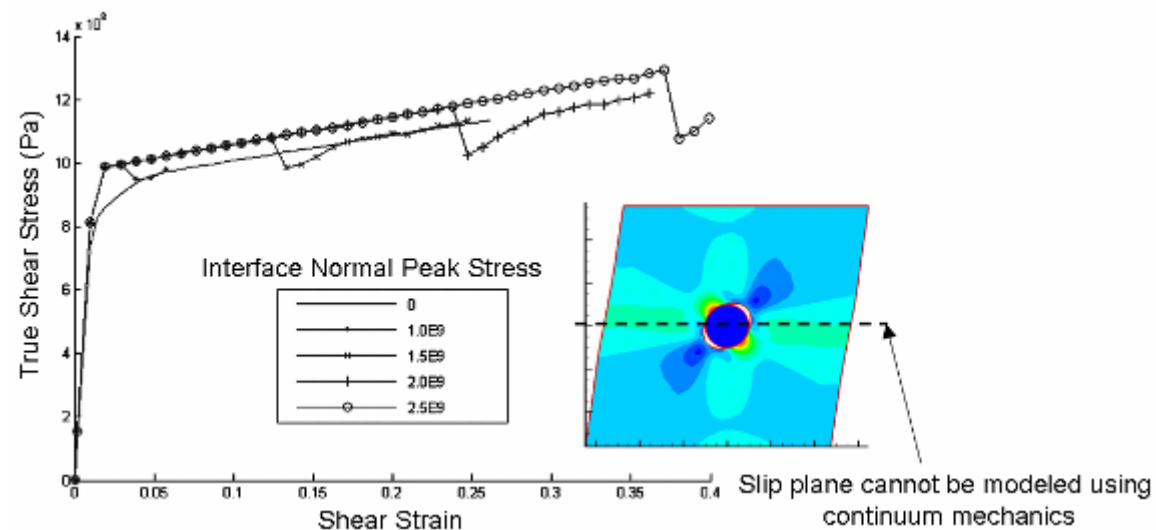 × 10⁸
14
12
10
8
6
4
2
0
True Shear Stress (Pa)
0 0.05 0.1 0.15 0.2 0.25 0.3 0.35 0.4
Shear Strain
Interface Normal Peak Stress
0
1.0E9
1.5E9
2.0E9
2.5E9
Slip plane cannot be modeled using
continuum mechanics